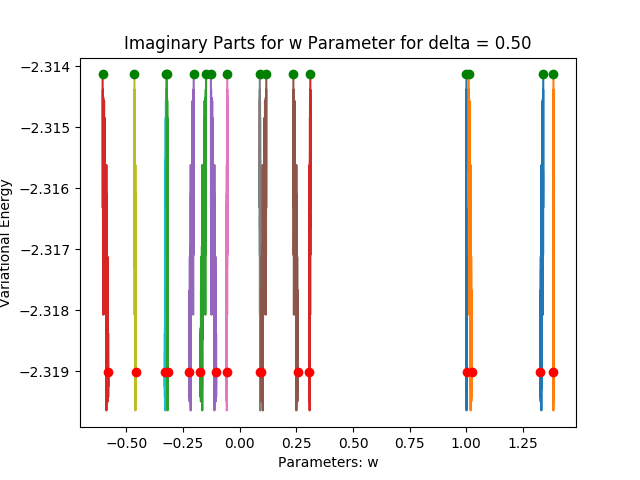 Imaginary Parts for w Parameter for delta = 0.50
Variational Energy
−2.314
−2.315
−2.316
−2.317
−2.318
−2.319
−0.50 −0.25 0.00 0.25 0.50 0.75 1.00 1.25
Parameters: w